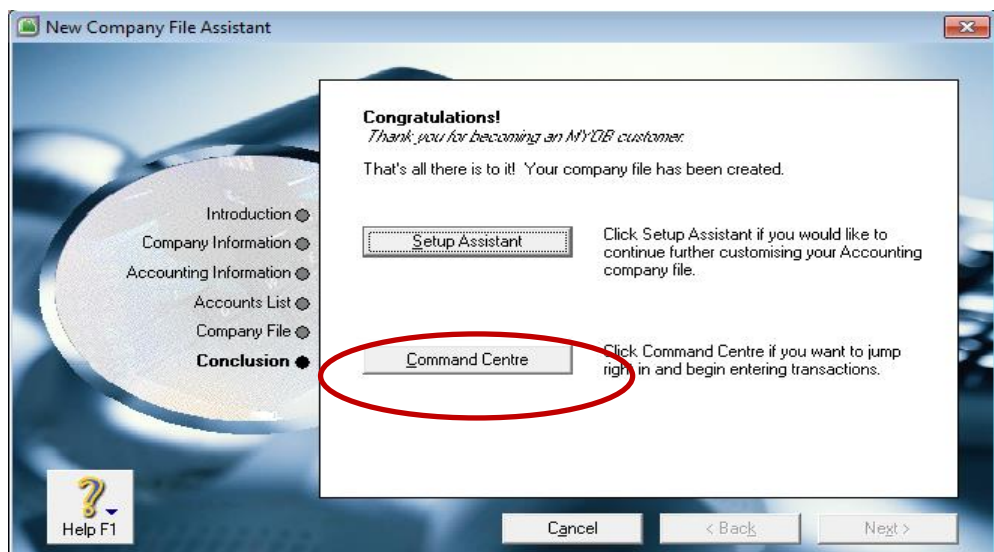 New Company File Assistant
Congratulations!
Thank you for becoming an MYOB customer.
That's all there is to it! Your company file has been created.
Introduction
Company Information
Accounting Information
Accounts List
Company File
Conclusion
Setup Assistant
Click Setup Assistant if you would like to
continue further customising your Accounting
company file.
Command Centre
Click Command Centre if you want to jump
right in and begin entering transactions.
Help F1
Cancel
< Back
Next >